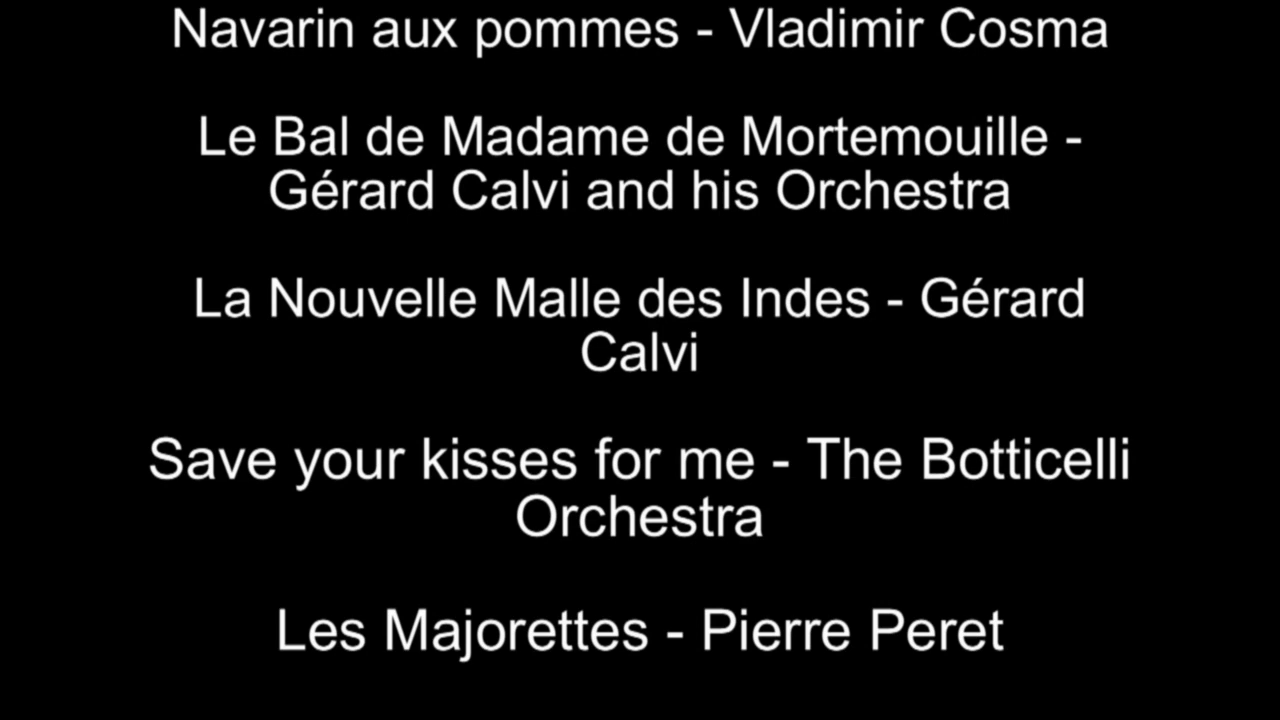 Navarin aux pommes - Vladimir Cosma
Le Bal de Madame de Mortemouille -
Gérard Calvi and his Orchestra
La Nouvelle Malle des Indes - Gérard
Calvi
Save your kisses for me - The Botticelli
Orchestra
Les Majorettes - Pierre Peret